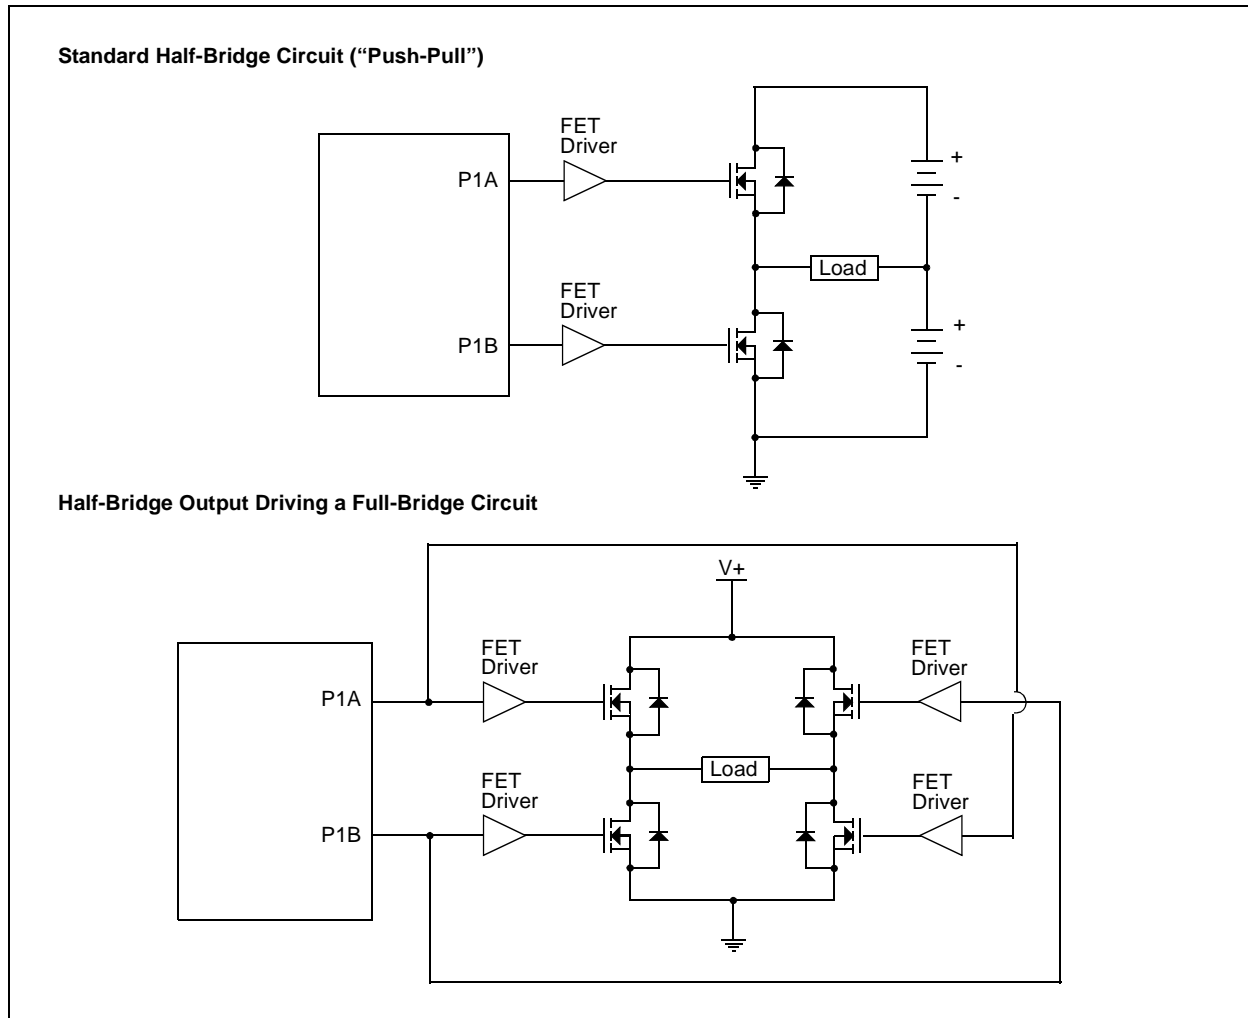 Standard Half-Bridge Circuit (“Push-Pull”)
FET
Driver
P1A
+
-
Load
FET
Driver
P1B
+
-
Half-Bridge Output Driving a Full-Bridge Circuit
V+
FET
Driver
FET
Driver
P1A
Load
FET
Driver
FET
Driver
P1B